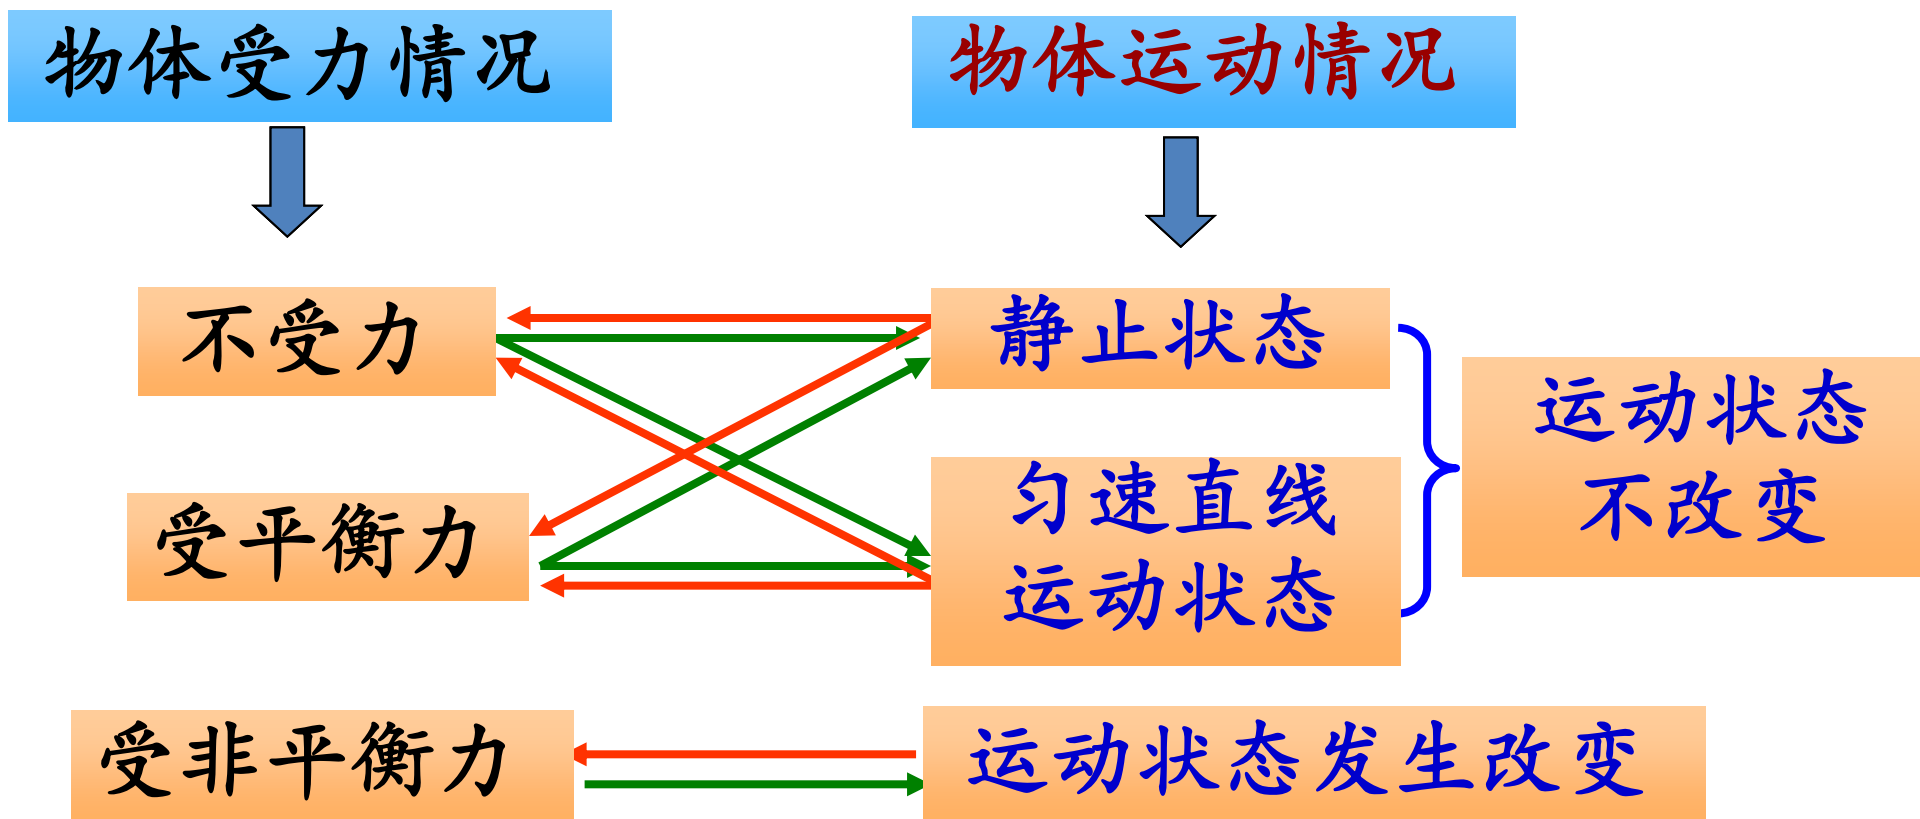 物体受力情况
物体运动情况
不受力
静止状态
受平衡力
匀速直线
运动状态
运动状态
不改变
受非平衡力
运动状态发生改变